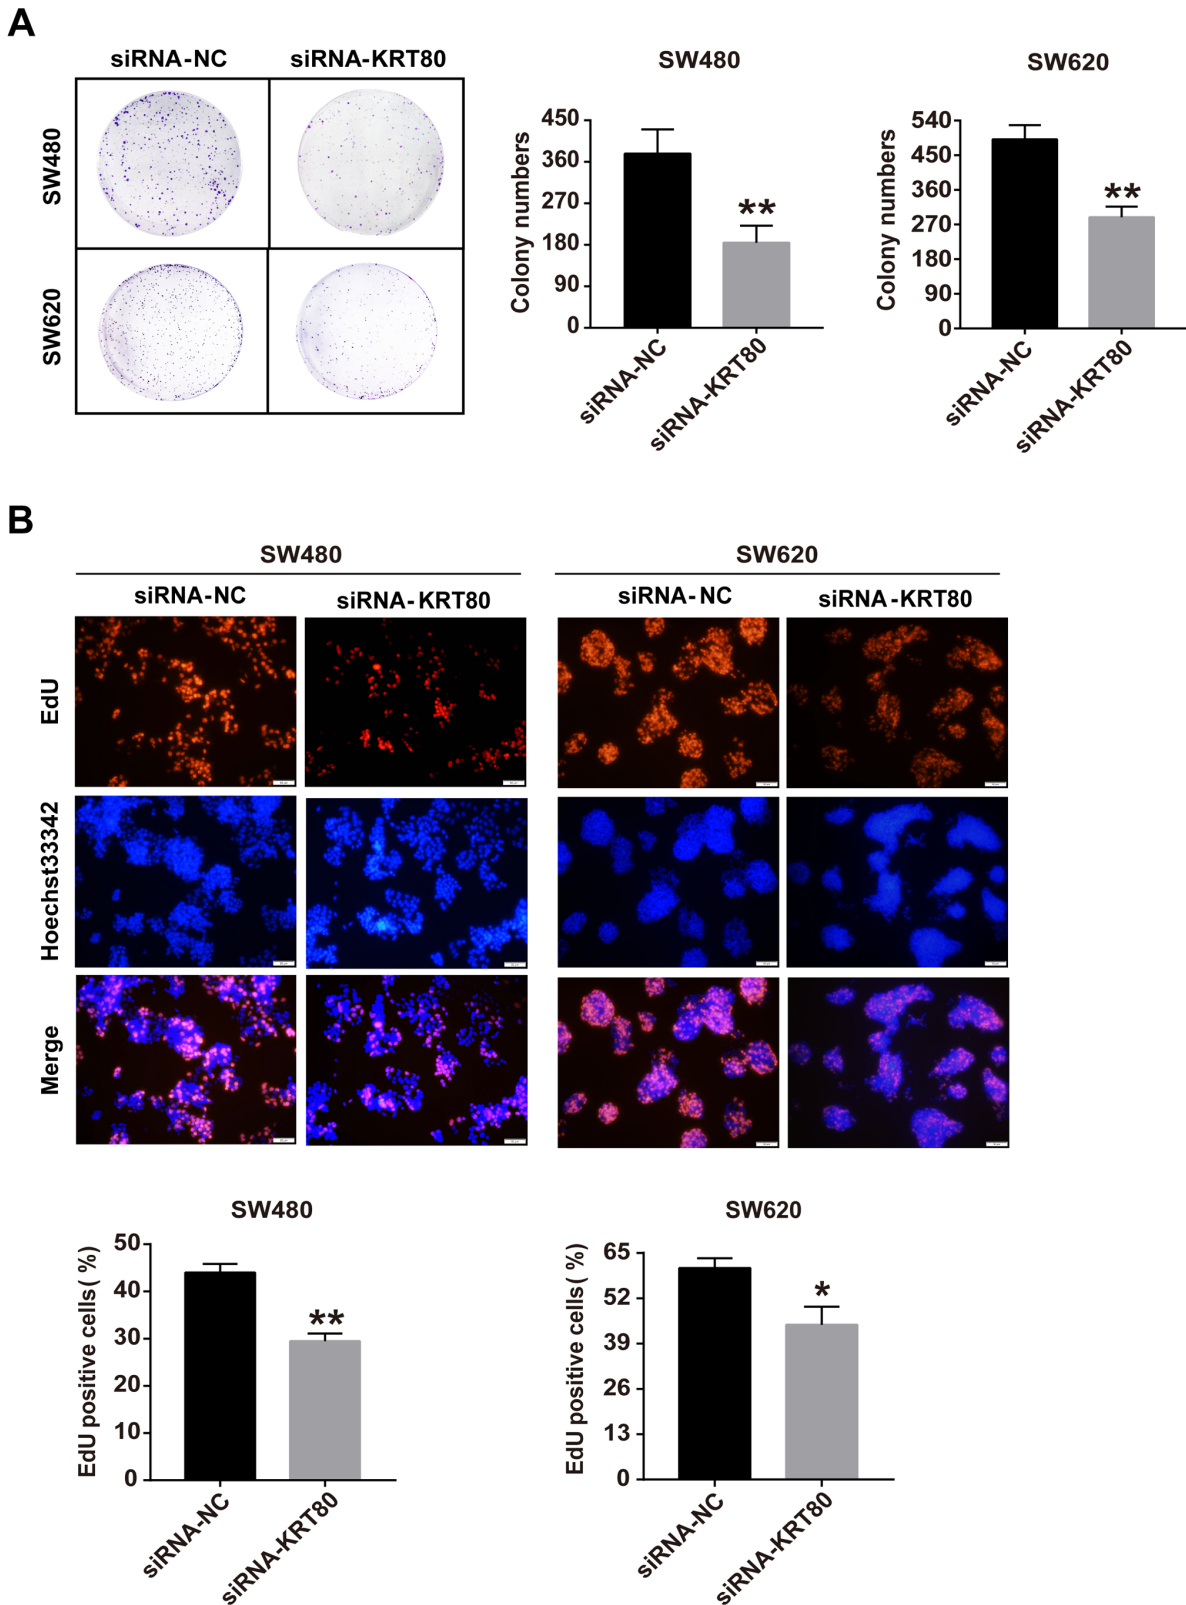 A
siRNA-NC
siRNA-KRT80
SW480
SW620
SW480
Colony numbers
450
360
270
180
90
0
**
siRNA-NC
siRNA-KRT80
SW620
Colony numbers
540
450
360
270
180
90
0
**
siRNA-NC
siRNA-KRT80
B
SW480
SW620
siRNA-NC
siRNA-KRT80
siRNA-NC
siRNA-KRT80
EdU
Hoechst33342
Merge
SW480
EdU positive cells( %)
50
40
30
20
10
0
**
siRNA-NC
siRNA-KRT80
SW620
EdU positive cells( %)
65
52
39
26
13
0
*
siRNA-NC
siRNA-KRT80